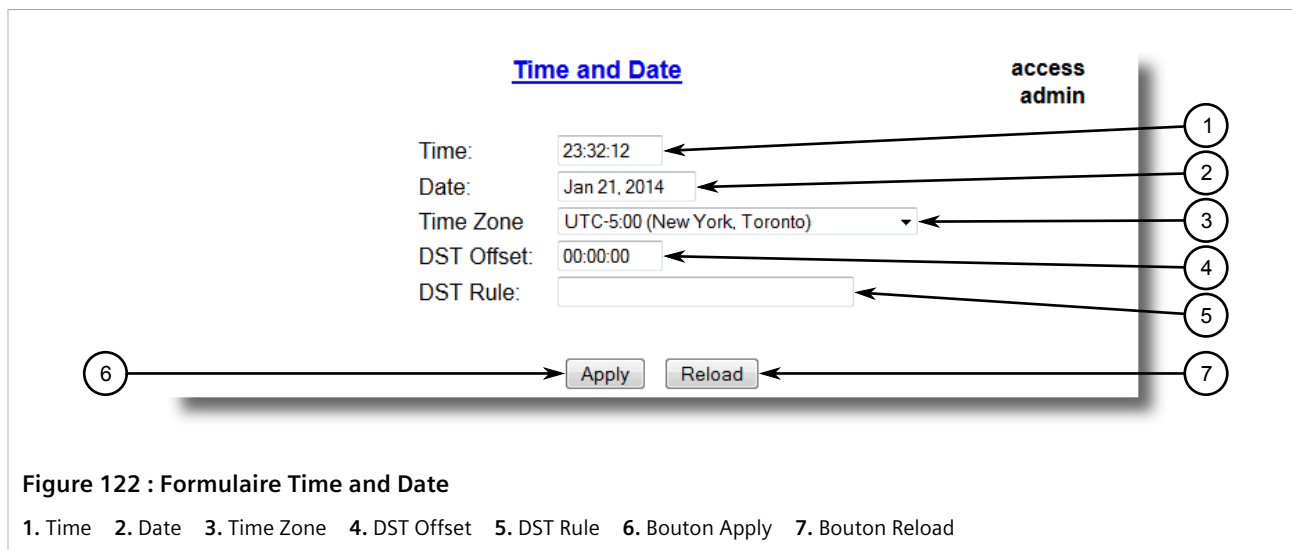 Time and Date
access
admin
Time: 23:32:12
1
Date: Jan 21, 2014
2
Time Zone UTC-5:00 (New York, Toronto)
3
DST Offset: 00:00:00
4
DST Rule:
5
6
Apply Reload
7
Figure 122 : Formulaire Time and Date
1. Time 2. Date 3. Time Zone 4. DST Offset 5. DST Rule 6. Bouton Apply 7. Bouton Reload